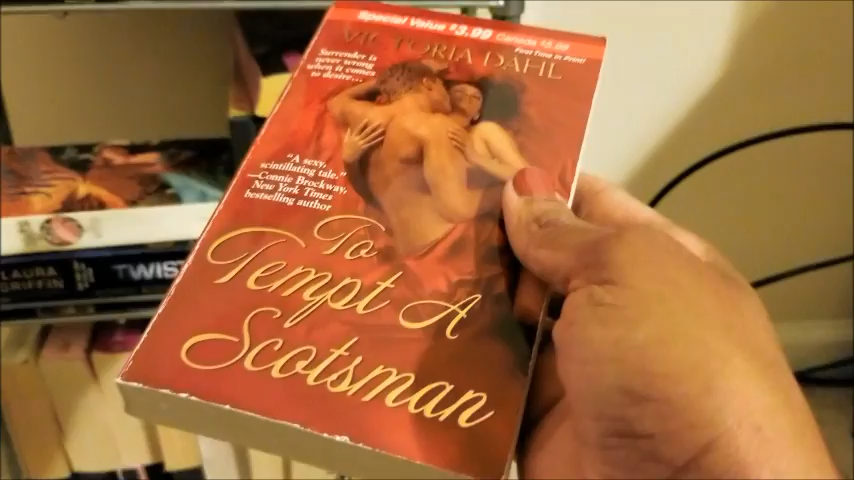 Special Value $3.99 Canada $5.99
First Time in Print!
VICTORIA DAHL
Surrender is
never wrong
when it comes
to desire...
"A sexy,
scintillating tale."
—Connie Brockway,
New York Times
bestselling author
To
Tempt A
Scotsman
LAURA
GRIFFIN
TWIST